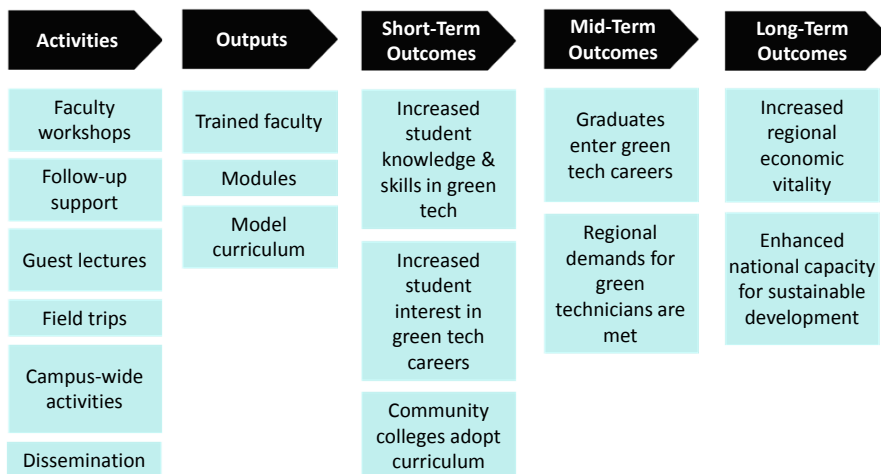 Activities
Outputs
Short-Term
Outcomes
Mid-Term
Outcomes
Long-Term
Outcomes
Faculty
workshops
Follow-up
support
Guest lectures
Field trips
Campus-wide
activities
Dissemination
Trained faculty
Modules
Model
curriculum
Increased
student
knowledge &
skills in green
tech
Increased
student
interest in
green tech
careers
Community
colleges adopt
curriculum
Graduates
enter green
tech careers
Regional
demands for
green
technicians are
met
Increased
regional
economic
vitality
Enhanced
national capacity
for sustainable
development